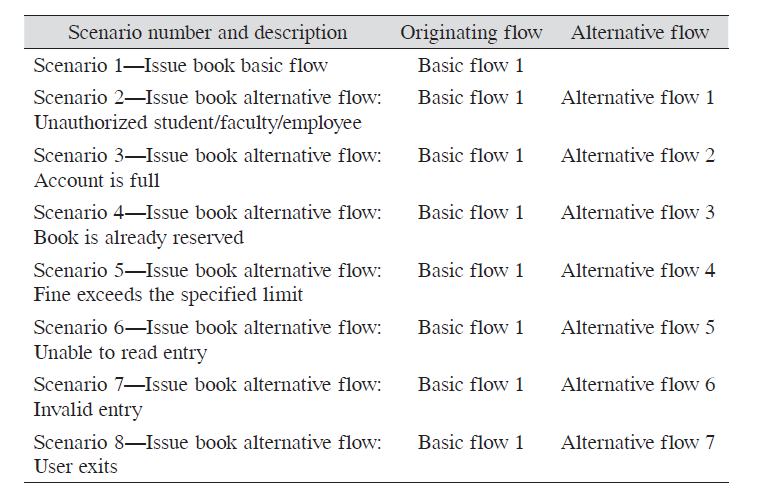 Scenario number and description Originating flow Alternative flow
Scenario 1—Issue book basic flow Basic flow 1
Scenario 2—Issue book alternative flow: Basic flow 1 Alternative flow 1
Unauthorized student/faculty/employee
Scenario 3—Issue book alternative flow: Basic flow 1 Alternative flow 2
Account is full
Scenario 4—Issue book alternative flow: Basic flow 1 Alternative flow 3
Book is already reserved
Scenario 5—Issue book alternative flow: Basic flow 1 Alternative flow 4
Fine exceeds the specified limit
Scenario 6—Issue book alternative flow: Basic flow 1 Alternative flow 5
Unable to read entry
Scenario 7—Issue book alternative flow: Basic flow 1 Alternative flow 6
Invalid entry
Scenario 8—Issue book alternative flow: Basic flow 1 Alternative flow 7
User exits